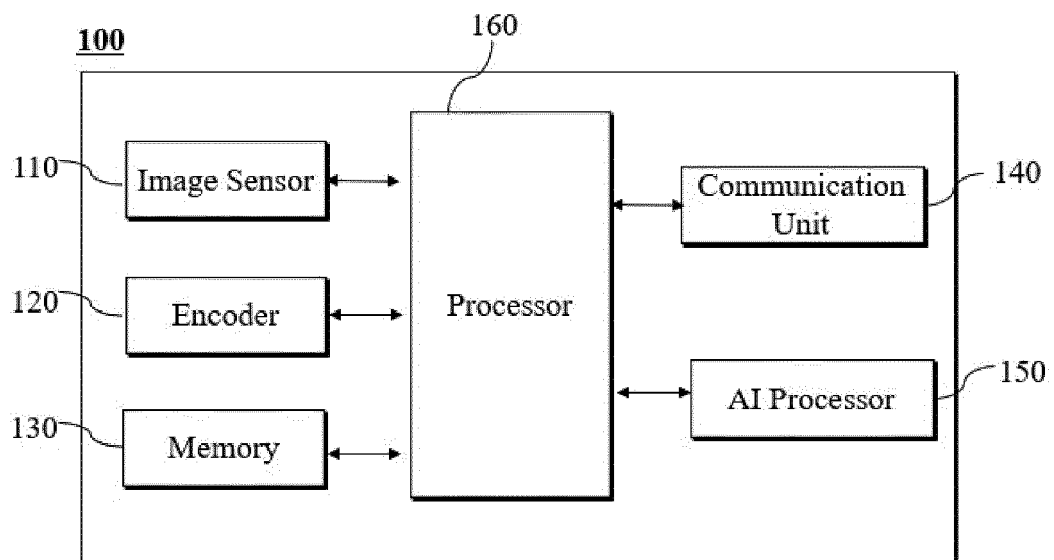 100
160
110
Image Sensor
Communication
Unit
140
120
Encoder
Processor
AI Processor
150
130
Memory